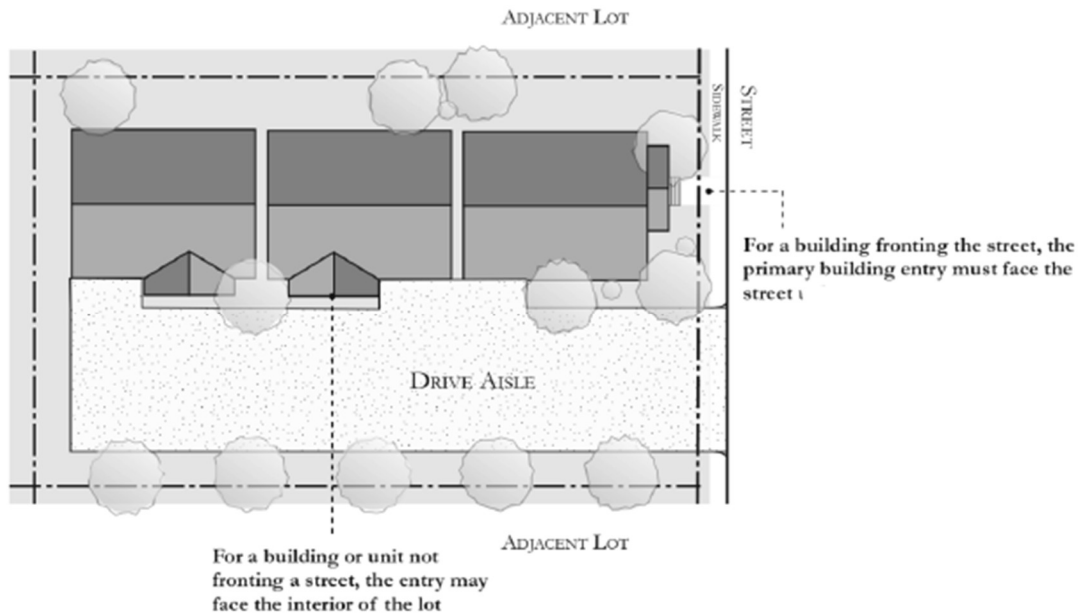 ADJACENT LOT
SIDEWALK
STREET
For a building fronting the street, the
primary building entry must face the
street
DRIVE AISLE
ADJACENT LOT
For a building or unit not
fronting a street, the entry may
face the interior of the lot